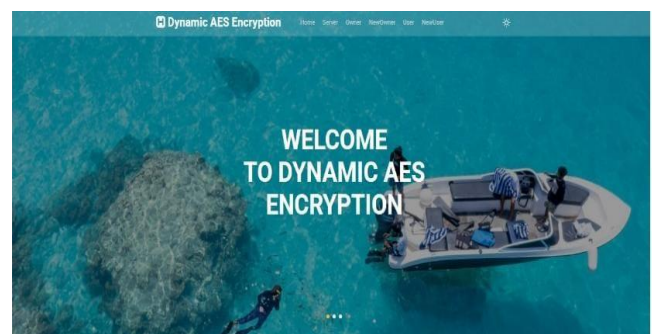 H Dynamic AES Encryption
Home Server Owner NewOwner User NewUser
WELCOME
TO DYNAMIC AES
ENCRYPTION